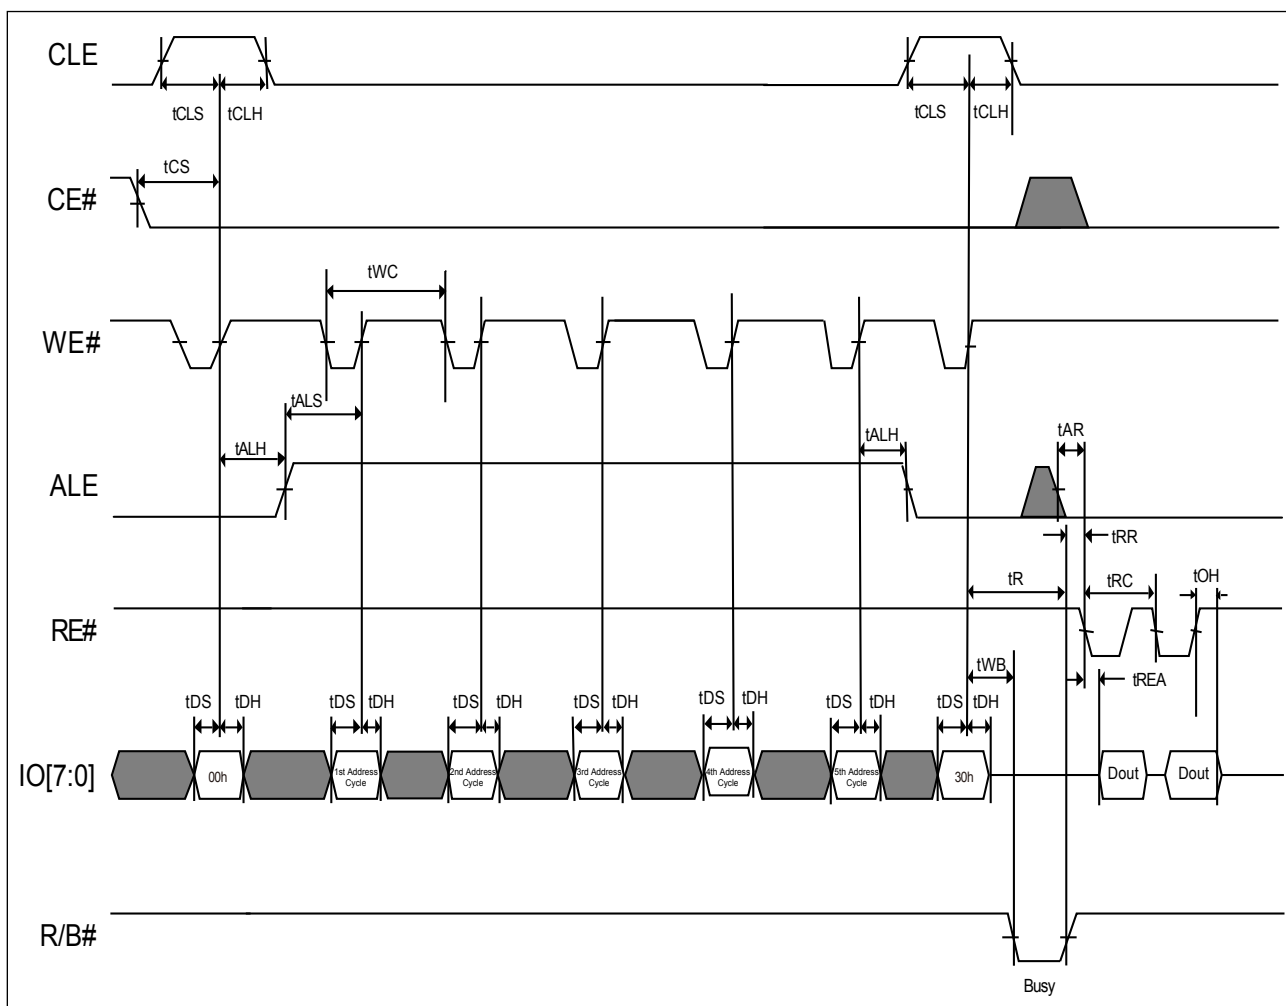 CLE
tCLS tCLH
tCLS tCLH
tCS
CE#
tWC
WE#
tALS
tALH
tALH
tAR
ALE
tRR
tR
tRC
tOH
RE#
tWB
tREA
tDS tDH
tDS tDH
tDS tDH
tDS tDH
tDS tDH
tDS tDH
tDS tDH
IO[7:0]
00h
1st Address
Cycle
2nd Address
Cycle
3rd Address
Cycle
4th Address
Cycle
5th Address
Cycle
30h
Dout
Dout
R/B#
Busy